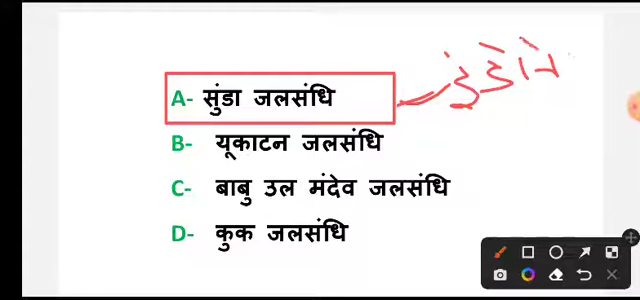 A- सुंडा जलसंधि
B- यूकाटन जलसंधि
C- बाबु उल मंदेव जलसंधि
D- कुक जलसंधि